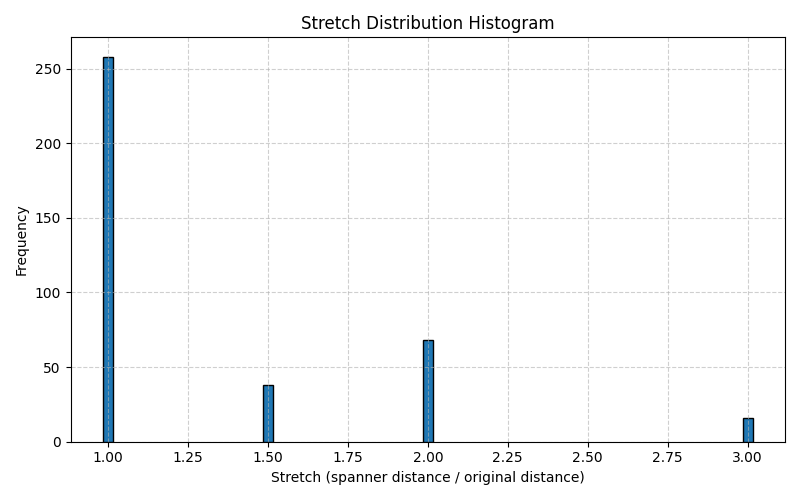 Stretch Distribution Histogram
250
200
150
100
50
0
Frequency
1.00 1.25 1.50 1.75 2.00 2.25 2.50 2.75 3.00
Stretch (spanner distance / original distance)